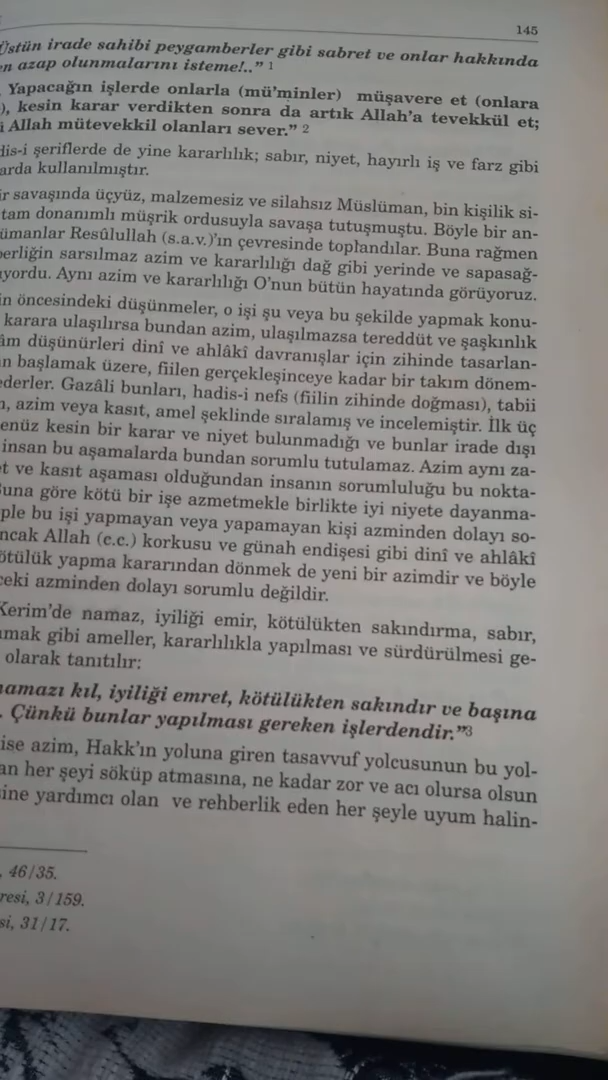 145
Üstün irade sahibi peygamberler gibi sabret ve onlar hakkında
azap olunmalarını isteme!..” 1
Yapacağın işlerde onlarla (mü’minler) müşavere et (onlara
), kesin karar verdikten sonra da artık Allah’a tevekkül et;
Allah mütevekkil olanları sever.” 2
dis-i şeriflerde de yine kararlılık; sabır, niyet, hayırlı iş ve farz gibi
arda kullanılmıştır.
ir savaşında üçyüz, malzemesiz ve silahsız Müslüman, bin kişilik si-
tam donanımlı müşrik ordusuyla savaşa tutuşmuştu. Böyle bir an-
ümanlar Resûlullah (s.a.v.)’ın çevresinde toplandılar. Buna rağmen
erliğin sarsılmaz azim ve kararlılığı dağ gibi yerinde ve sapasağ-
yordu. Aynı azim ve kararlılığı O’nun bütün hayatında görüyoruz.
in öncesindeki düşünmeler, o işi şu veya bu şekilde yapmak konu-
karara ulaşılırsa bundan azim, ulaşılmazsa tereddüt ve şaşkınlık
âm düşünürleri dinî ve ahlâkî davranışlar için zihinde tasarlan-
n başlamak üzere, fiilen gerçekleşinceye kadar bir takım dönem-
ederler. Gazâli bunları, hadis-i nefs (fiilin zihinde doğması), tabii
, azim veya kasıt, amel şeklinde sıralamış ve incelemiştir. İlk üç
enüz kesin bir karar ve niyet bulunmadığı ve bunlar irade dışı
insan bu aşamalarda bundan sorumlu tutulamaz. Azim aynı za-
et ve kasıt aşaması olduğundan insanın sorumluluğu bu nokta-
Buna göre kötü bir işe azmetmekle birlikte iyi niyete dayanma-
ple bu işi yapmayan veya yapamayan kişi azminden dolayı so-
ncak Allah (c.c.) korkusu ve günah endişesi gibi dinî ve ahlâkî
ötülük yapma kararından dönmek de yeni bir azimdir ve böyle
ceki azminden dolayı sorumlu değildir.
Kerim’de namaz, iyiliği emir, kötülükten sakındırma, sabır,
mak gibi ameller, kararlılıkla yapılması ve sürdürülmesi ge-
olarak tanıtılır:
namazı kıl, iyiliği emret, kötülükten sakındır ve başına
. Çünkü bunlar yapılması gereken işlerdendir.”3
ise azim, Hakk’ın yoluna giren tasavvuf yolcusunun bu yol-
an her şeyi söküp atmasına, ne kadar zor ve acı olursa olsun
ine yardımcı olan ve rehberlik eden her şeyle uyum halin-
, 46/35.
resi, 3/159.
si, 31/17.